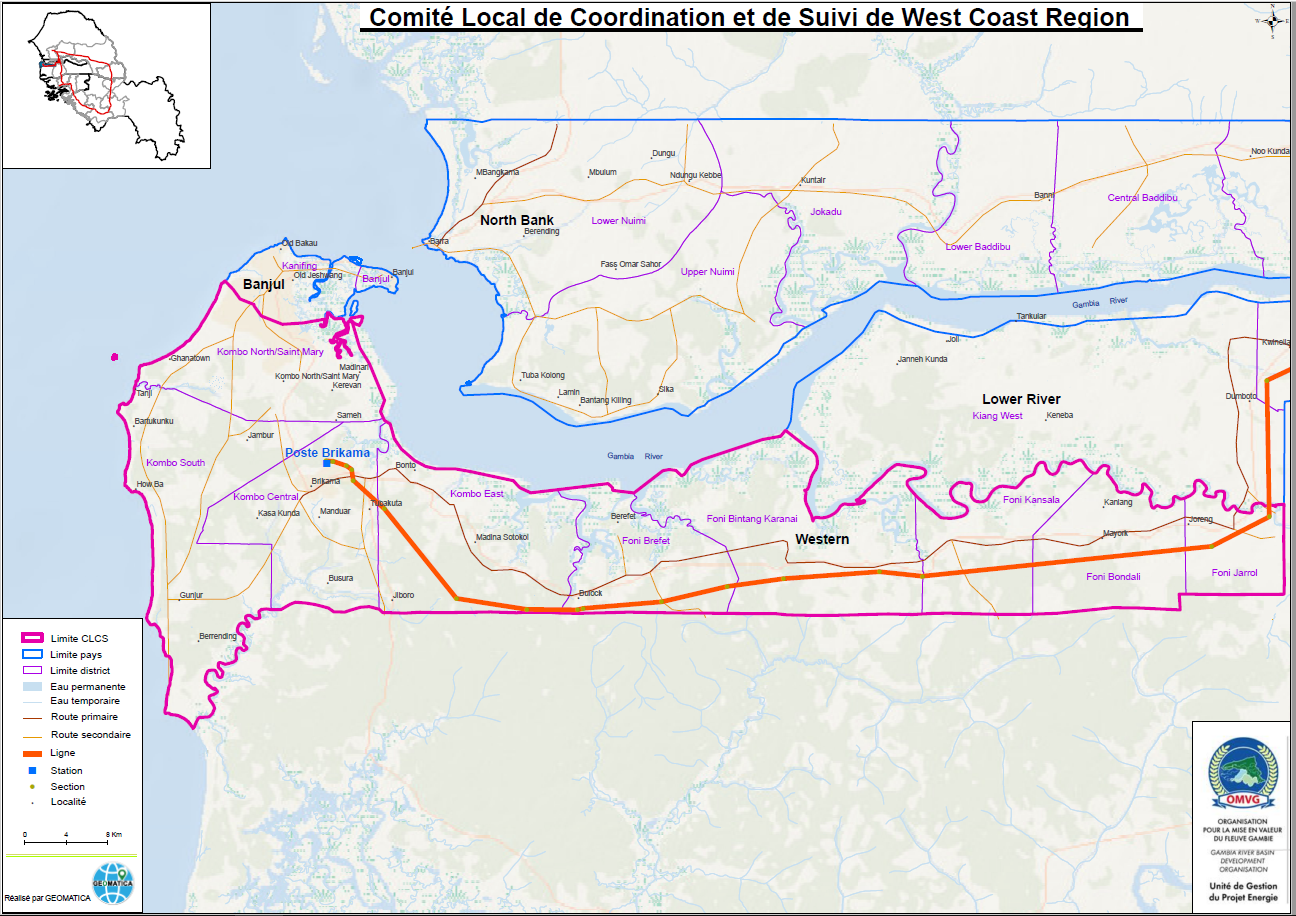 Comité Local de Coordination et de Suivi de West Coast Region
N
W
E
S
Dungu
Noo Kunda
MBangkama
Mbulum
Ndungu Kebbe
Kuntair
Banni
Central Baddibu
North Bank
Lower Nuimi
Jokadu
Berending
Barra
Old Bakau
Lower Baddibu
Kanifing
Old Jeshwang
Banjul
Banjul
Banjul
Fass Omar Sahor
Upper Nuimi
Gambia River
Tankular
Joli
Kwinella
Kombo North/Saint Mary
Ghanatown
Janneh Kunda
Madinari
Kombo North/Saint Mary
Kerevan
Tuba Kolong
Lamin
Bantang Killing
Sika
Tanji
Lower River
Dumboto
Kiang West
Keneba
Sameh
Bartukunku
Jambur
Poste Brikama
Gambia River
Kombo South
Bonto
Brikama
How Ba
Kombo Central
Kombo East
Foni Kansala
Kanlang
Tubakuta
Kasa Kunda
Manduar
Berefet
Foni Bintang Karanai
Joreng
Madina Sotokoi
Foni Brefet
Western
Mayork
Busura
Foni Bondali
Foni Jarrol
Gunjur
Jiboro
Bulock
Berrending
Limite CLCS
Limite pays
Limite district
Eau permanente
Eau temporaire
Route primaire
Route secondaire
Ligne
Station
Section
Localité
0 4 8 Km
GEOMATICA
Réalisé par GEOMATICA
OMVG
ORGANISATION
POUR LA MISE EN VALEUR
DU FLEUVE GAMBIE
GAMBIA RIVER BASIN
DEVELOPMENT
ORGANISATION
Unité de Gestion
du Projet Energie